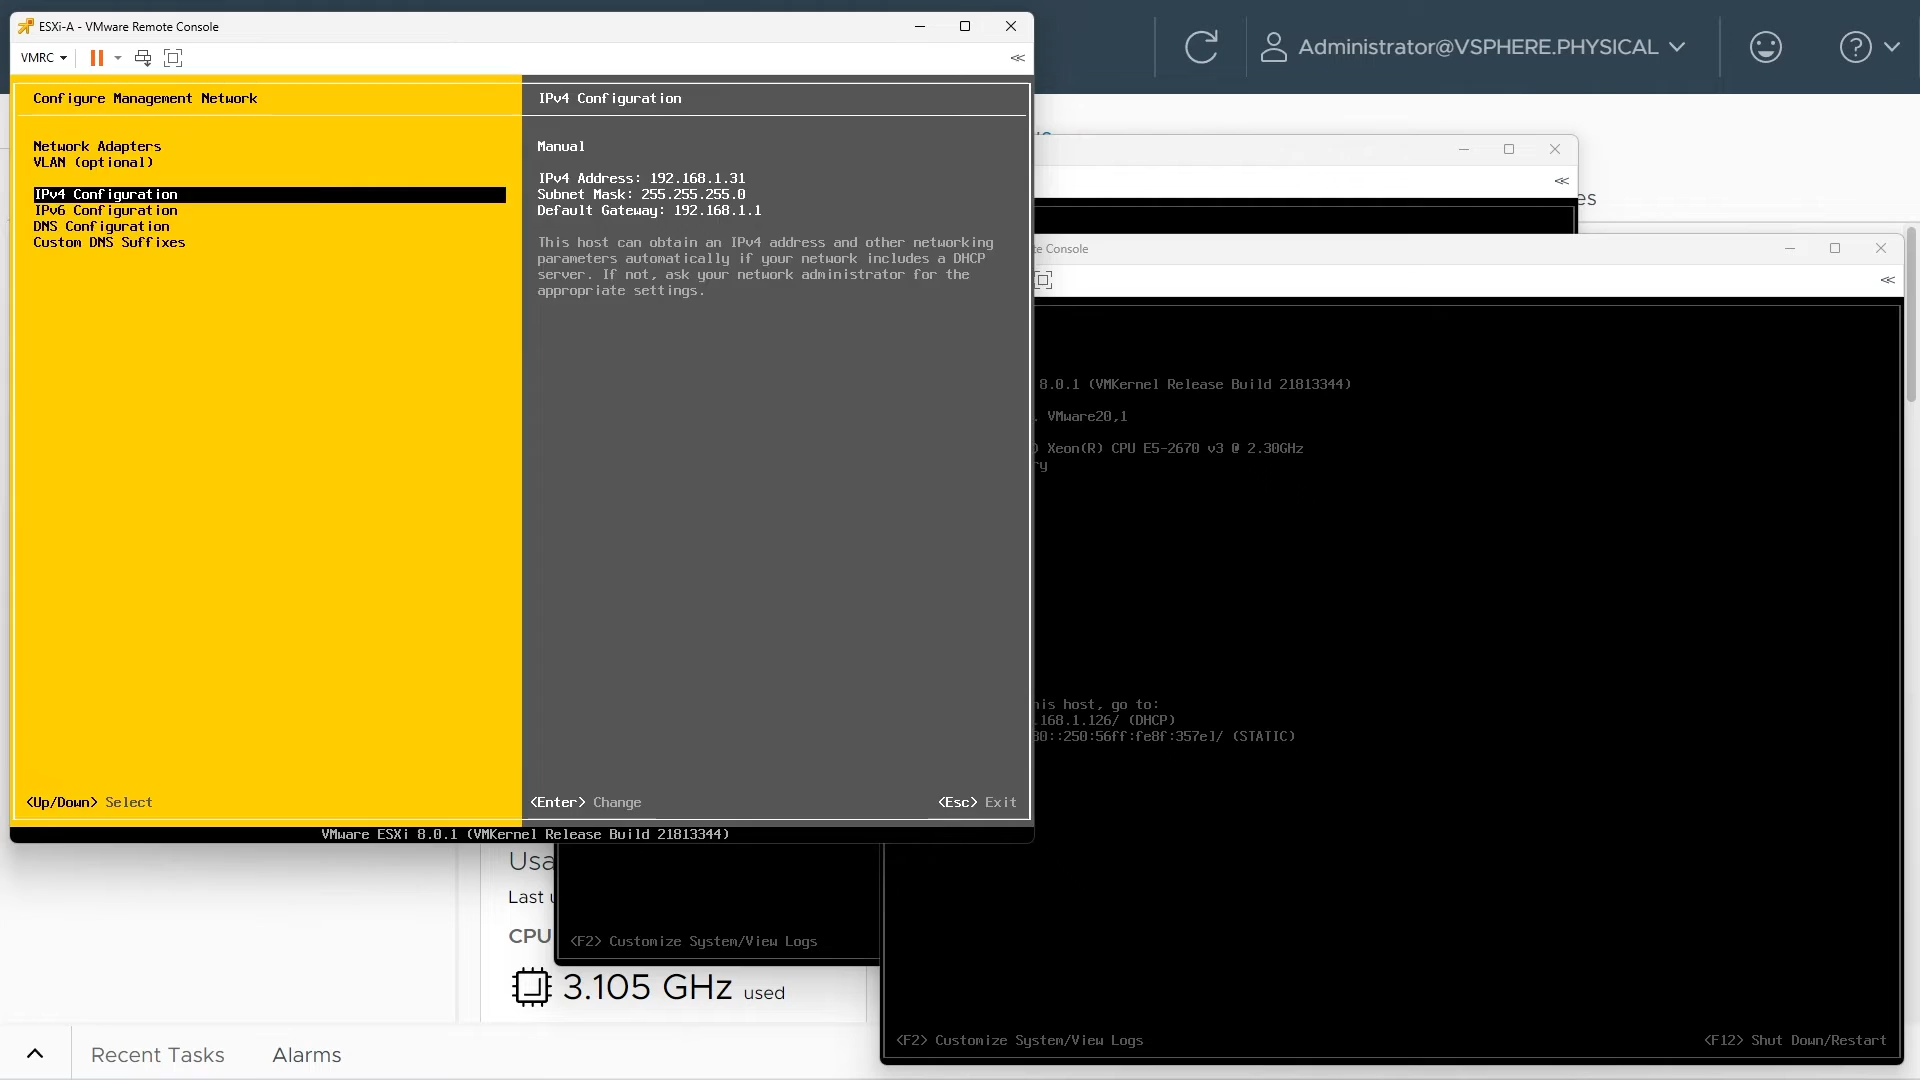 ESXi-A - VMware Remote Console
VMRC
Administrator@VSPHERE.PHYSICAL
Configure Management Network
Network Adapters
VLAN (optional)
IPv4 Configuration
IPv6 Configuration
DNS Configuration
Custom DNS Suffixes
<Up/Down> Select
IPv4 Configuration
Manual
IPv4 Address: 192.168.1.31
Subnet Mask: 255.255.255.0
Default Gateway: 192.168.1.1
This host can obtain an IPv4 address and other networking
parameters automatically if your network includes a DHCP
server. If not, ask your network administrator for the
appropriate settings.
<Enter> Change
<Esc> Exit
VMware ESXi 8.0.1 (VMKernel Release Build 21813344)
es
te Console
8.0.1 (VMKernel Release Build 21813344)
VMware20,1
) Xeon(R) CPU E5-2670 v3 @ 2.30GHz
ry
his host, go to:
.168.1.126/ (DHCP)
80::250:56ff:fe8f:357e]/ (STATIC)
<F2> Customize System/View Logs
<F12> Shut Down/Restart
<F2> Customize System/View Logs
Usa
Last u
CPU
3.105 GHz used
Recent Tasks
Alarms